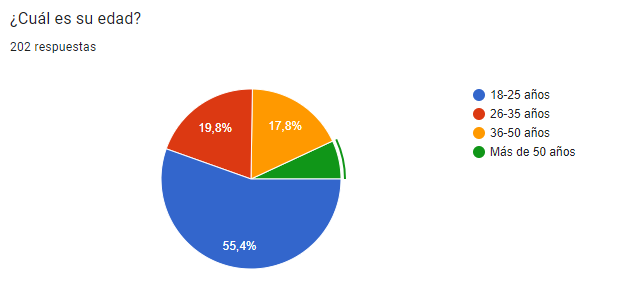 ¿Cuál es su edad?
202 respuestas
18-25 años
26-35 años
36-50 años
Más de 50 años
19,8%
17,8%
55,4%